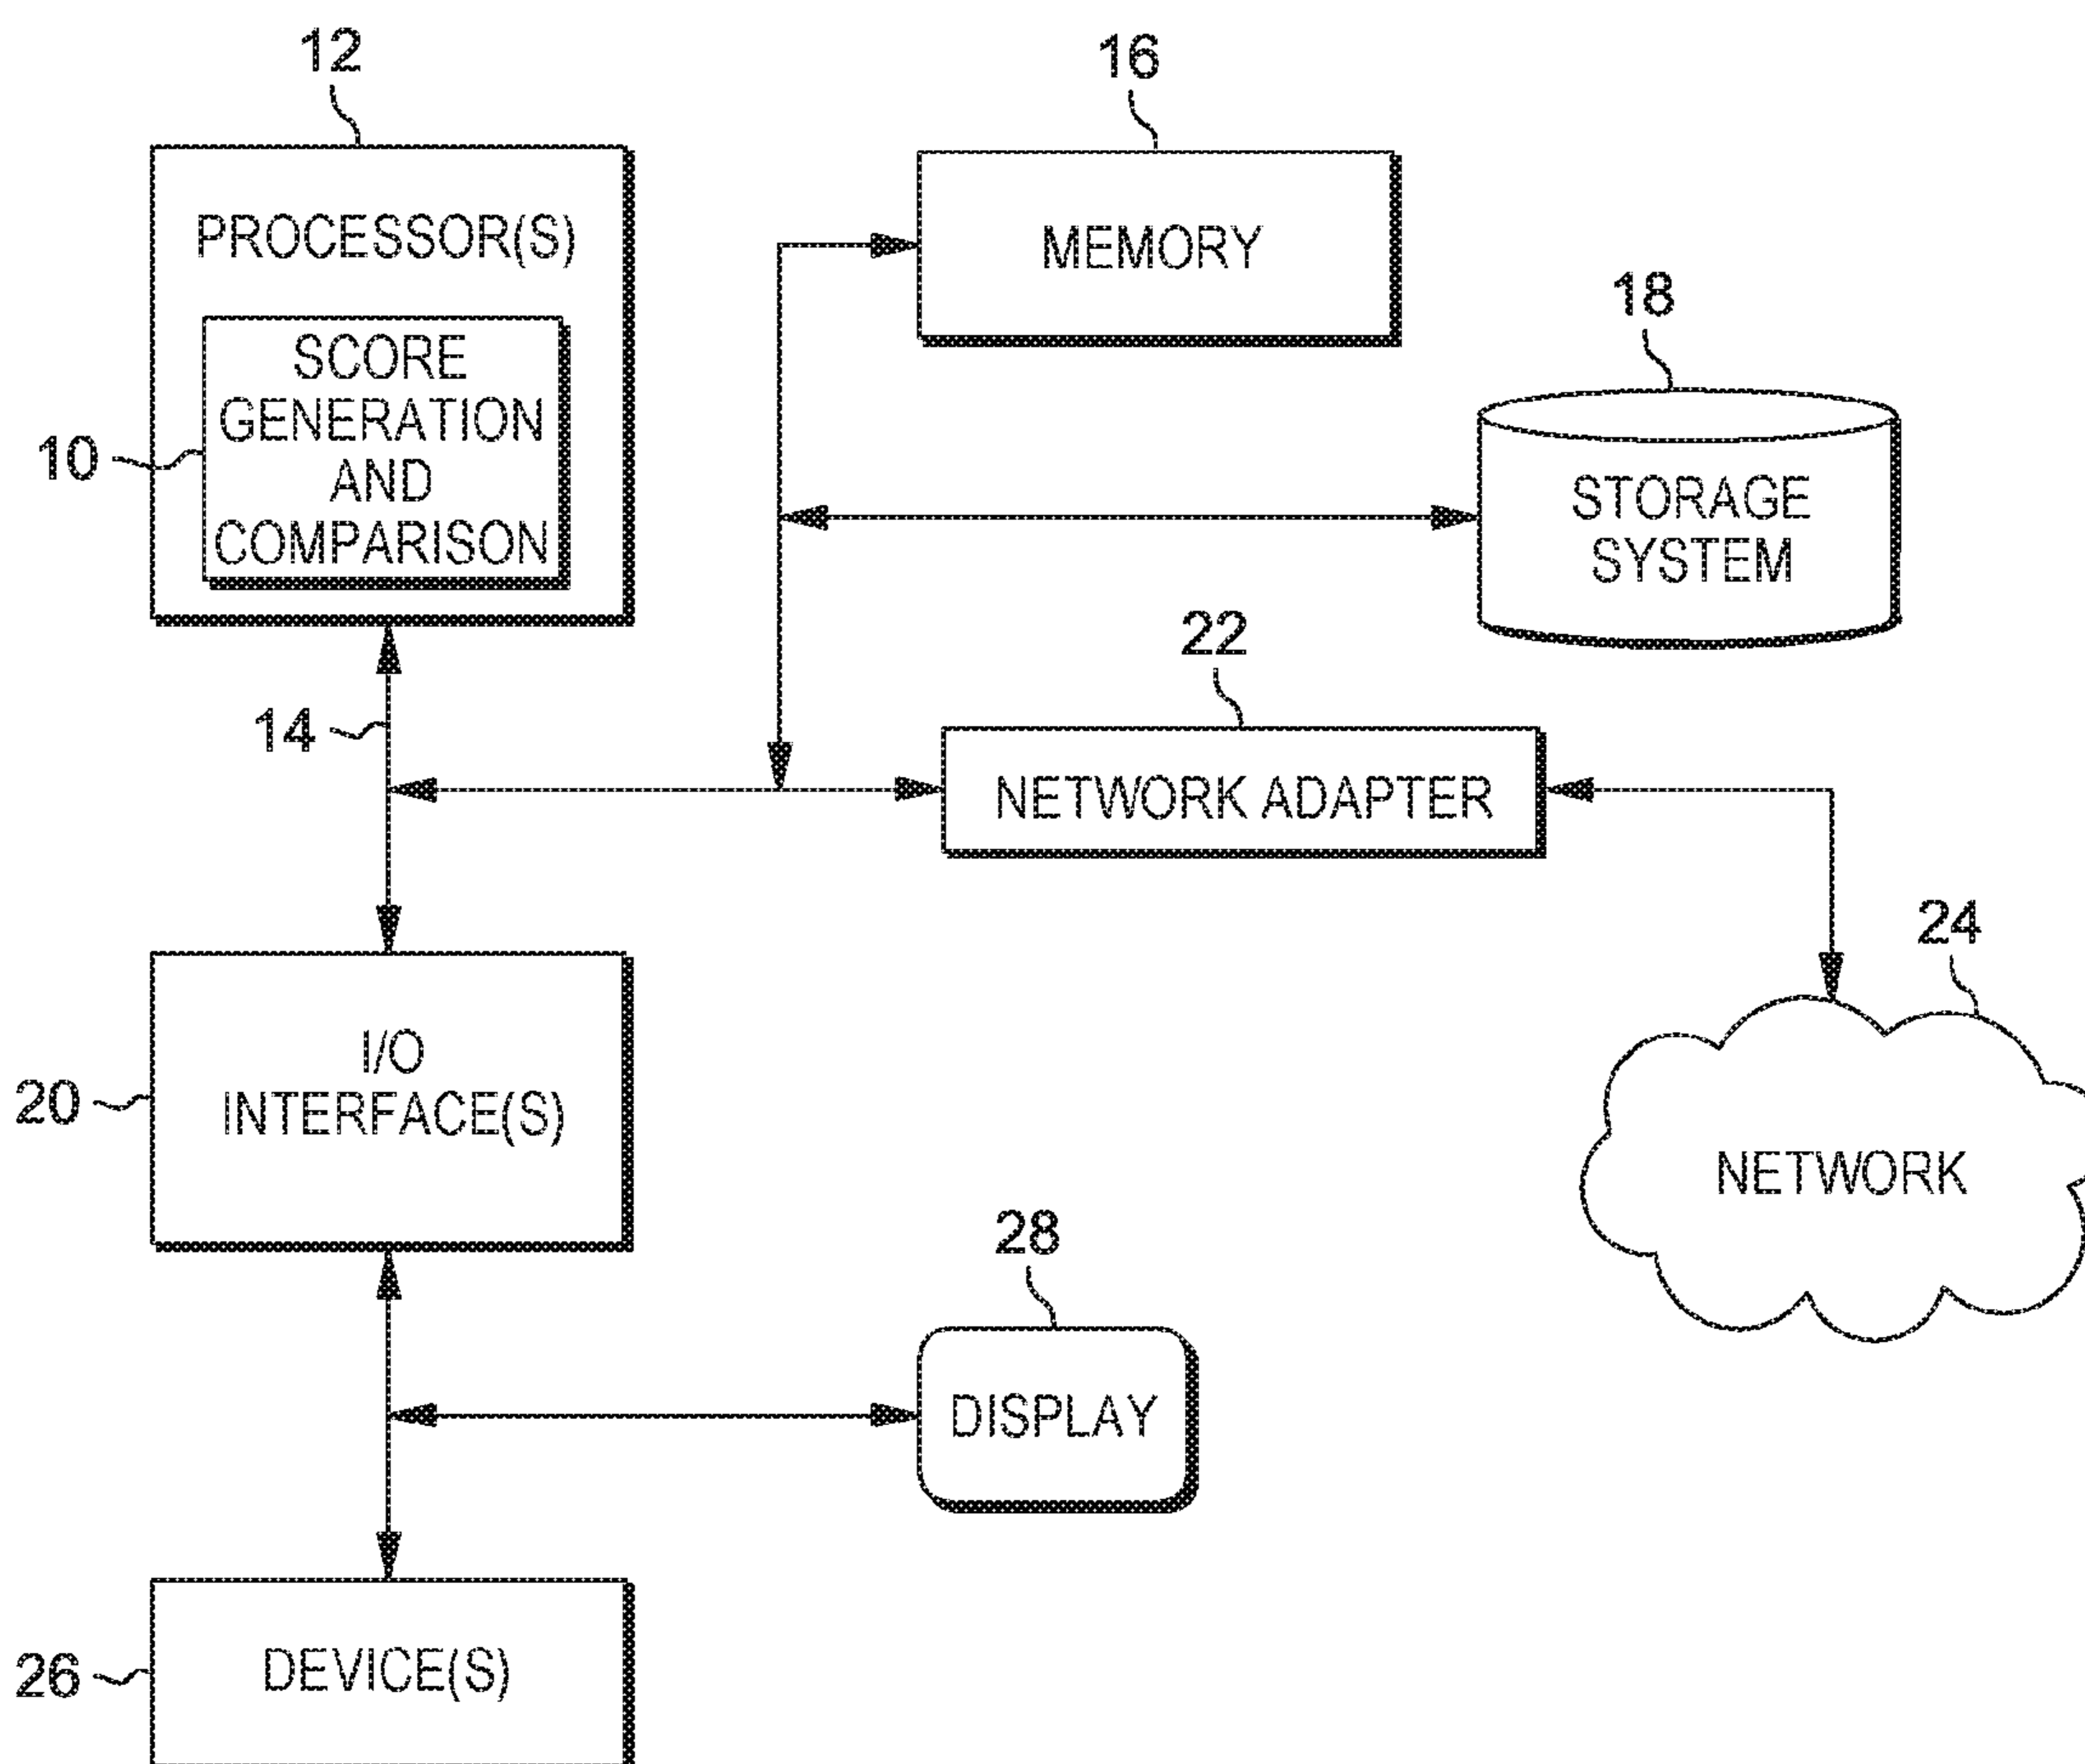 12
16
PROCESSOR(S)
MEMORY
18
SCORE
GENERATION
AND
COMPARISON
10
STORAGE
SYSTEM
22
14
NETWORK ADAPTER
24
I/O
INTERFACE(S)
20
NETWORK
28
DISPLAY
26
DEVICE(S)